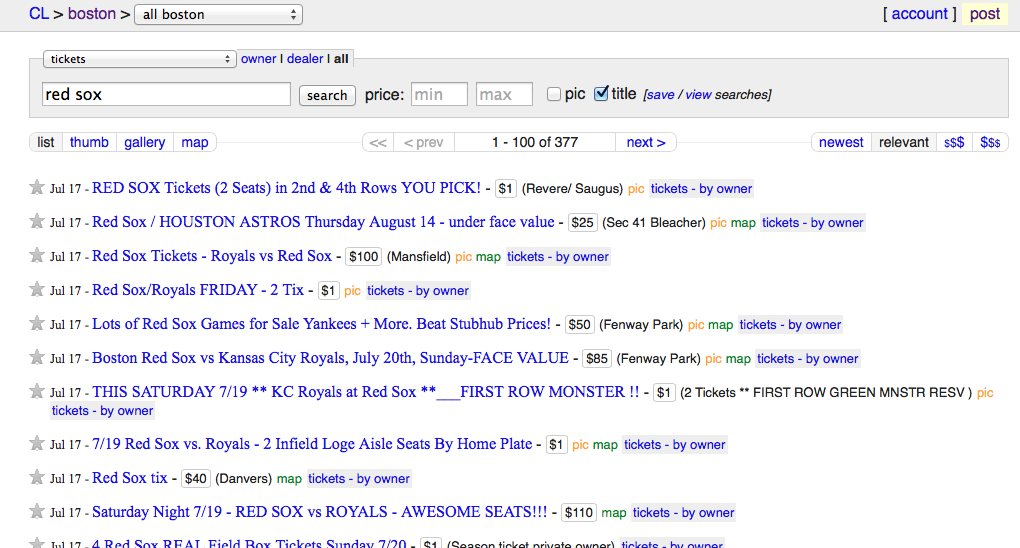 CL > boston > all boston [ account ] post
tickets owner | dealer | all
red sox search price: min max pic title [save / view searches]
list thumb gallery map << < prev 1 - 100 of 377 next > newest relevant $$$ $$$
Jul 17 - RED SOX Tickets (2 Seats) in 2nd & 4th Rows YOU PICK! - $1 (Revere/ Saugus) pic tickets - by owner
Jul 17 - Red Sox / HOUSTON ASTROS Thursday August 14 - under face value - $25 (Sec 41 Bleacher) pic map tickets - by owner
Jul 17 - Red Sox Tickets - Royals vs Red Sox - $100 (Mansfield) pic map tickets - by owner
Jul 17 - Red Sox/Royals FRIDAY - 2 Tix - $1 pic tickets - by owner
Jul 17 - Lots of Red Sox Games for Sale Yankees + More. Beat Stubhub Prices! - $50 (Fenway Park) pic map tickets - by owner
Jul 17 - Boston Red Sox vs Kansas City Royals, July 20th, Sunday-FACE VALUE - $85 (Fenway Park) pic map tickets - by owner
Jul 17 - THIS SATURDAY 7/19 ** KC Royals at Red Sox **___FIRST ROW MONSTER !! - $1 (2 Tickets ** FIRST ROW GREEN MNSTR RESV ) pic
tickets - by owner
Jul 17 - 7/19 Red Sox vs. Royals - 2 Infield Loge Aisle Seats By Home Plate - $1 pic map tickets - by owner
Jul 17 - Red Sox tix - $40 (Danvers) map tickets - by owner
Jul 17 - Saturday Night 7/19 - RED SOX vs ROYALS - AWESOME SEATS!!! - $110 map tickets - by owner
Jul 17 - 4 Red Sox REAL Field Box Tickets Sunday 7/20 - $1 (Season ticket private owner) tickets - by owner